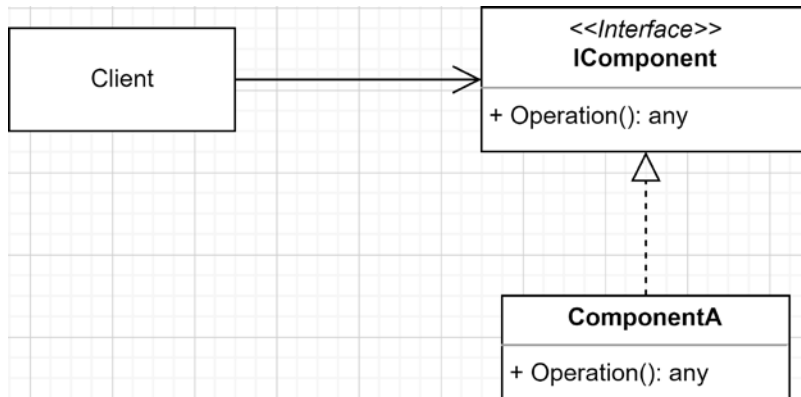 Client
<<Interface>>
IComponent
+ Operation(): any
ComponentA
+ Operation(): any